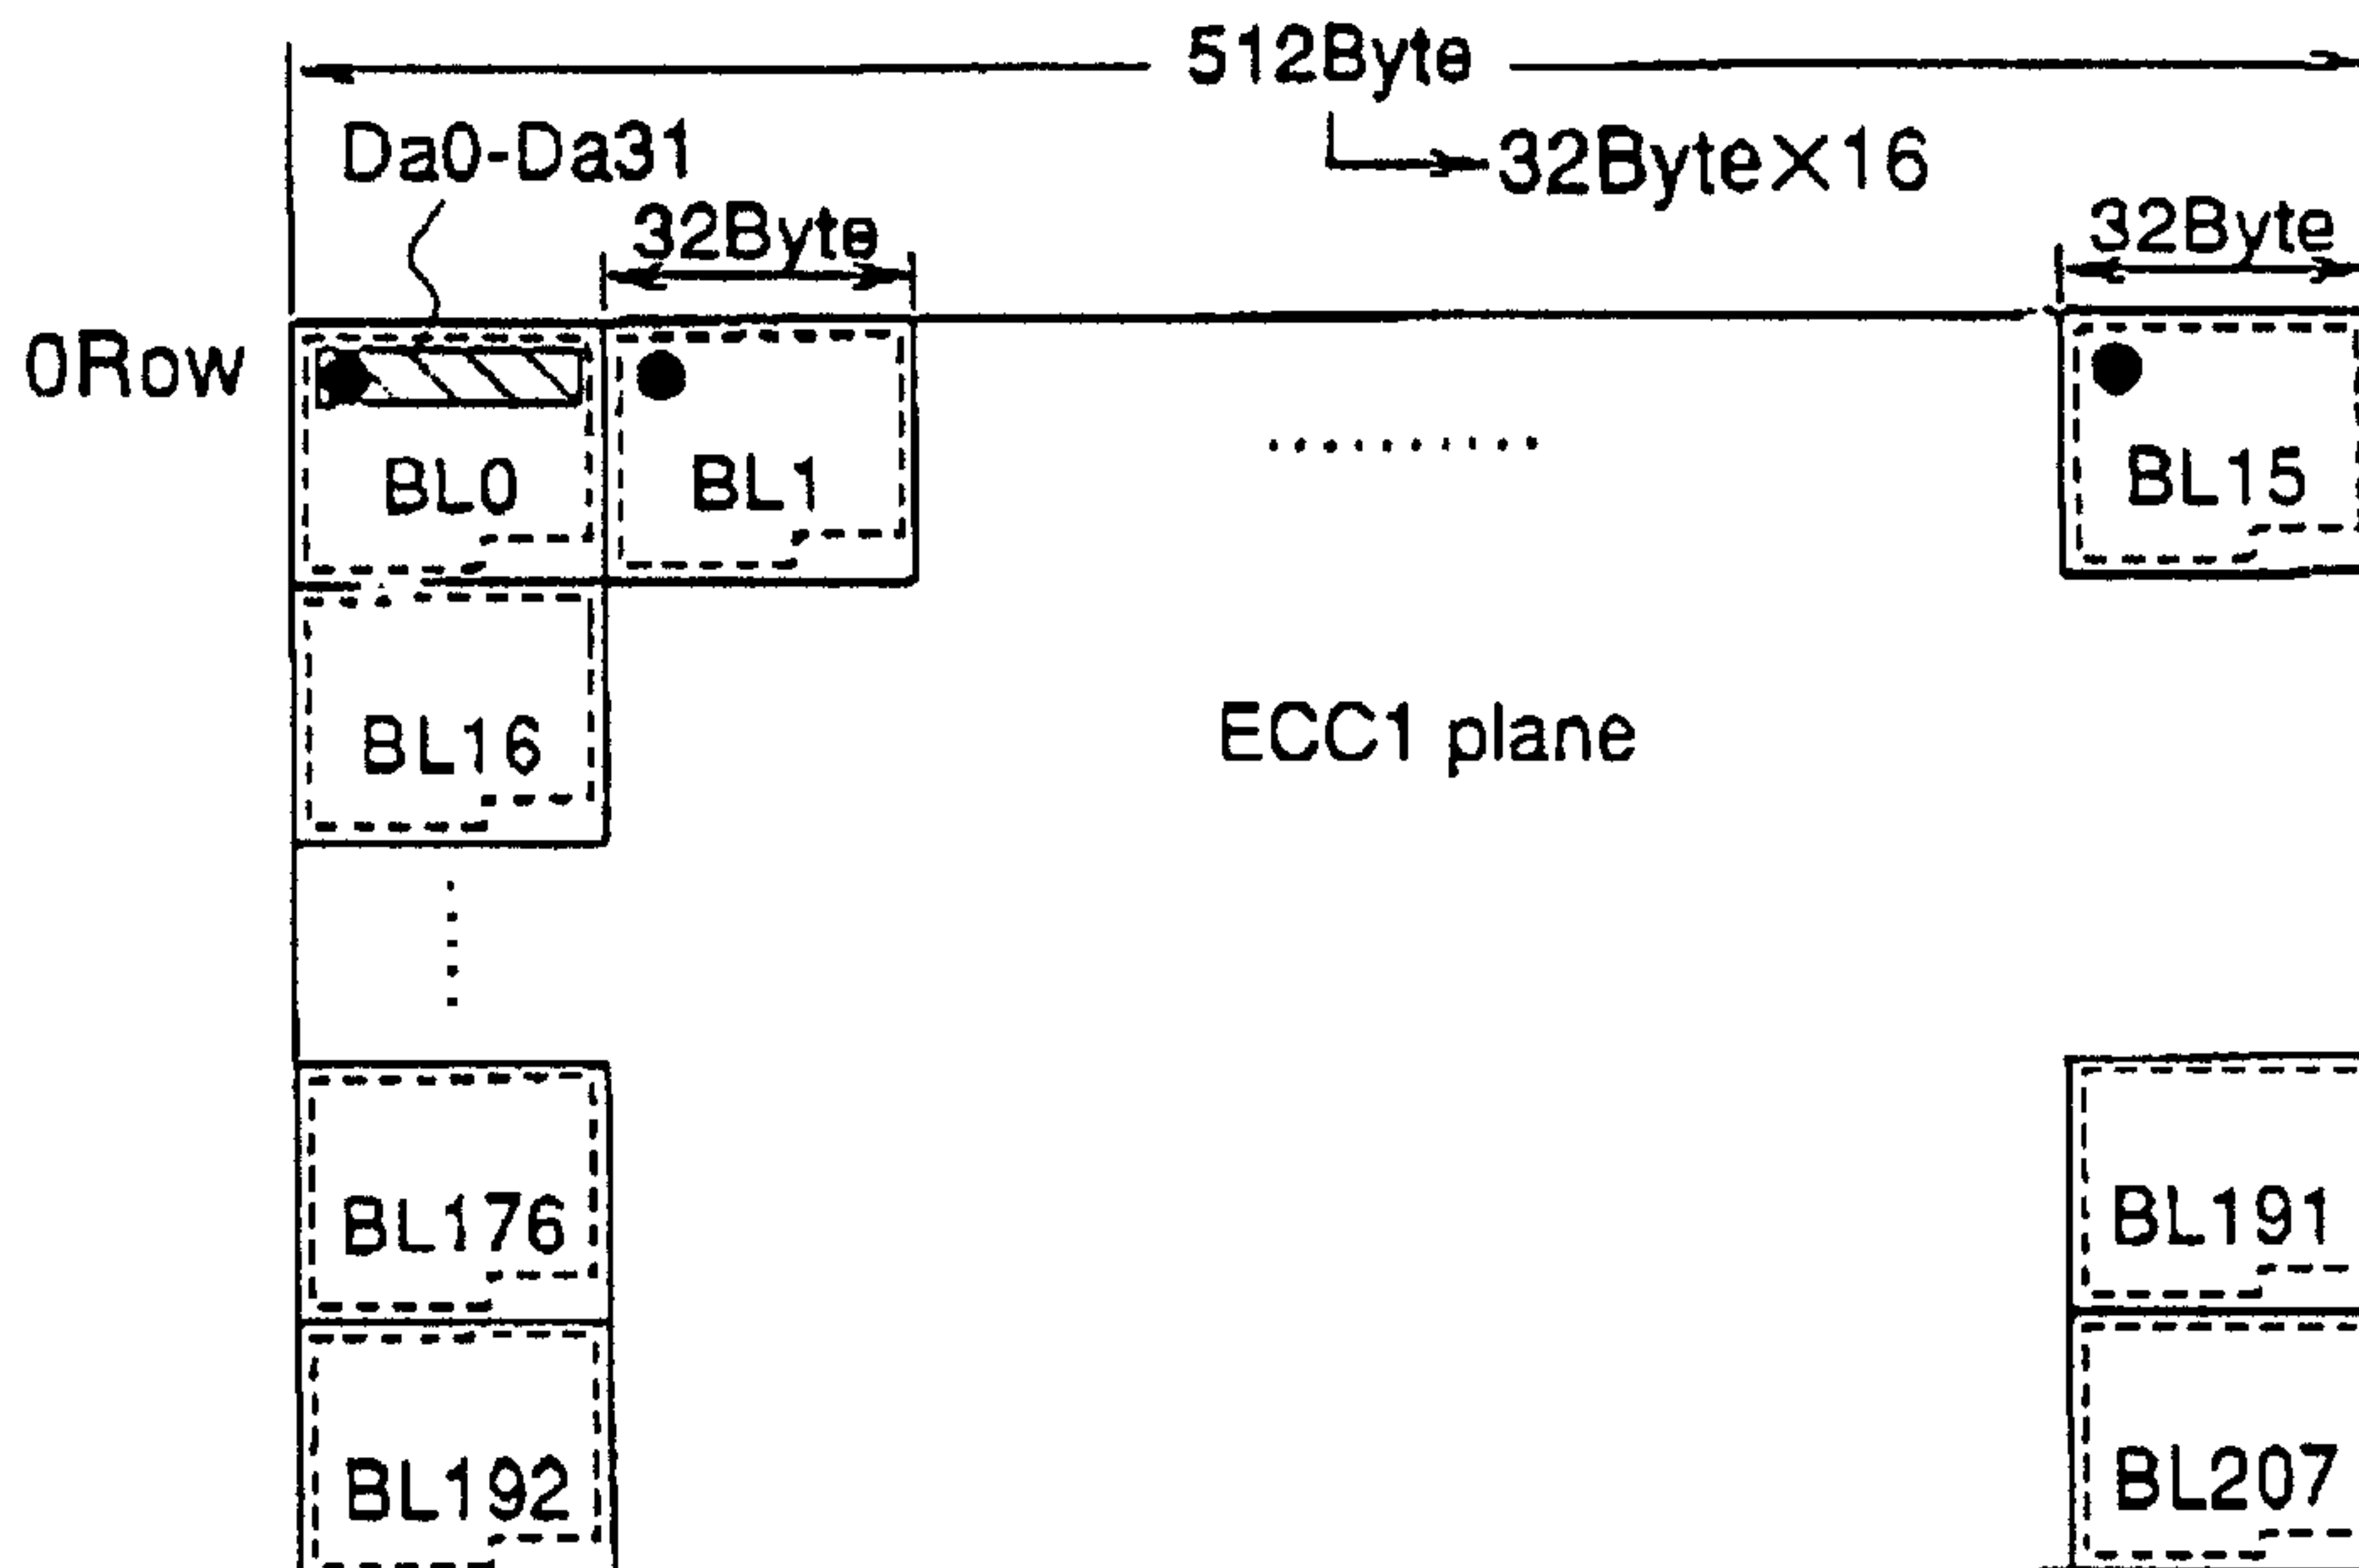 512Byte
32Byte×16
Da0-Da31
32Byte
32Byte
0Row
BL0
BL1
BL15
BL16
ECC1 plane
BL176
BL191
BL192
BL207